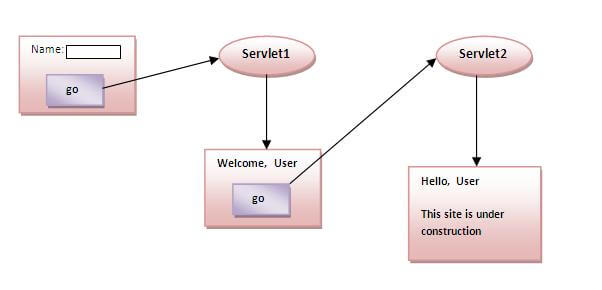 Name:
go
Servlet1
Welcome, User
go
Servlet2
Hello, User
This site is under
construction